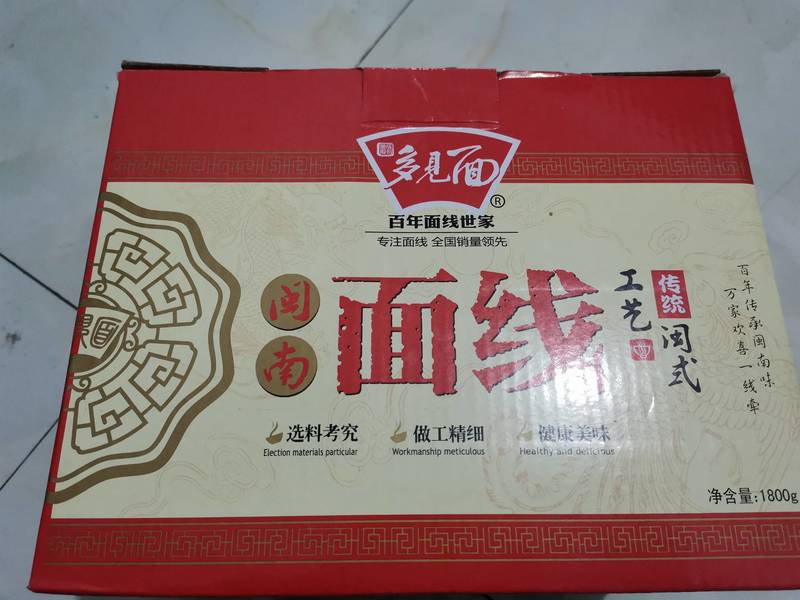 多見面
®
百年面线世家
专注面线 全国销量领先
闽南
面线
传统闽式
工艺
百年传承闽南味
万家欢喜一线牵
选料考究
做工精细
健康美味
Election materials particular
Workmanship meticulous
Healthy and delicious
净含量:1800g